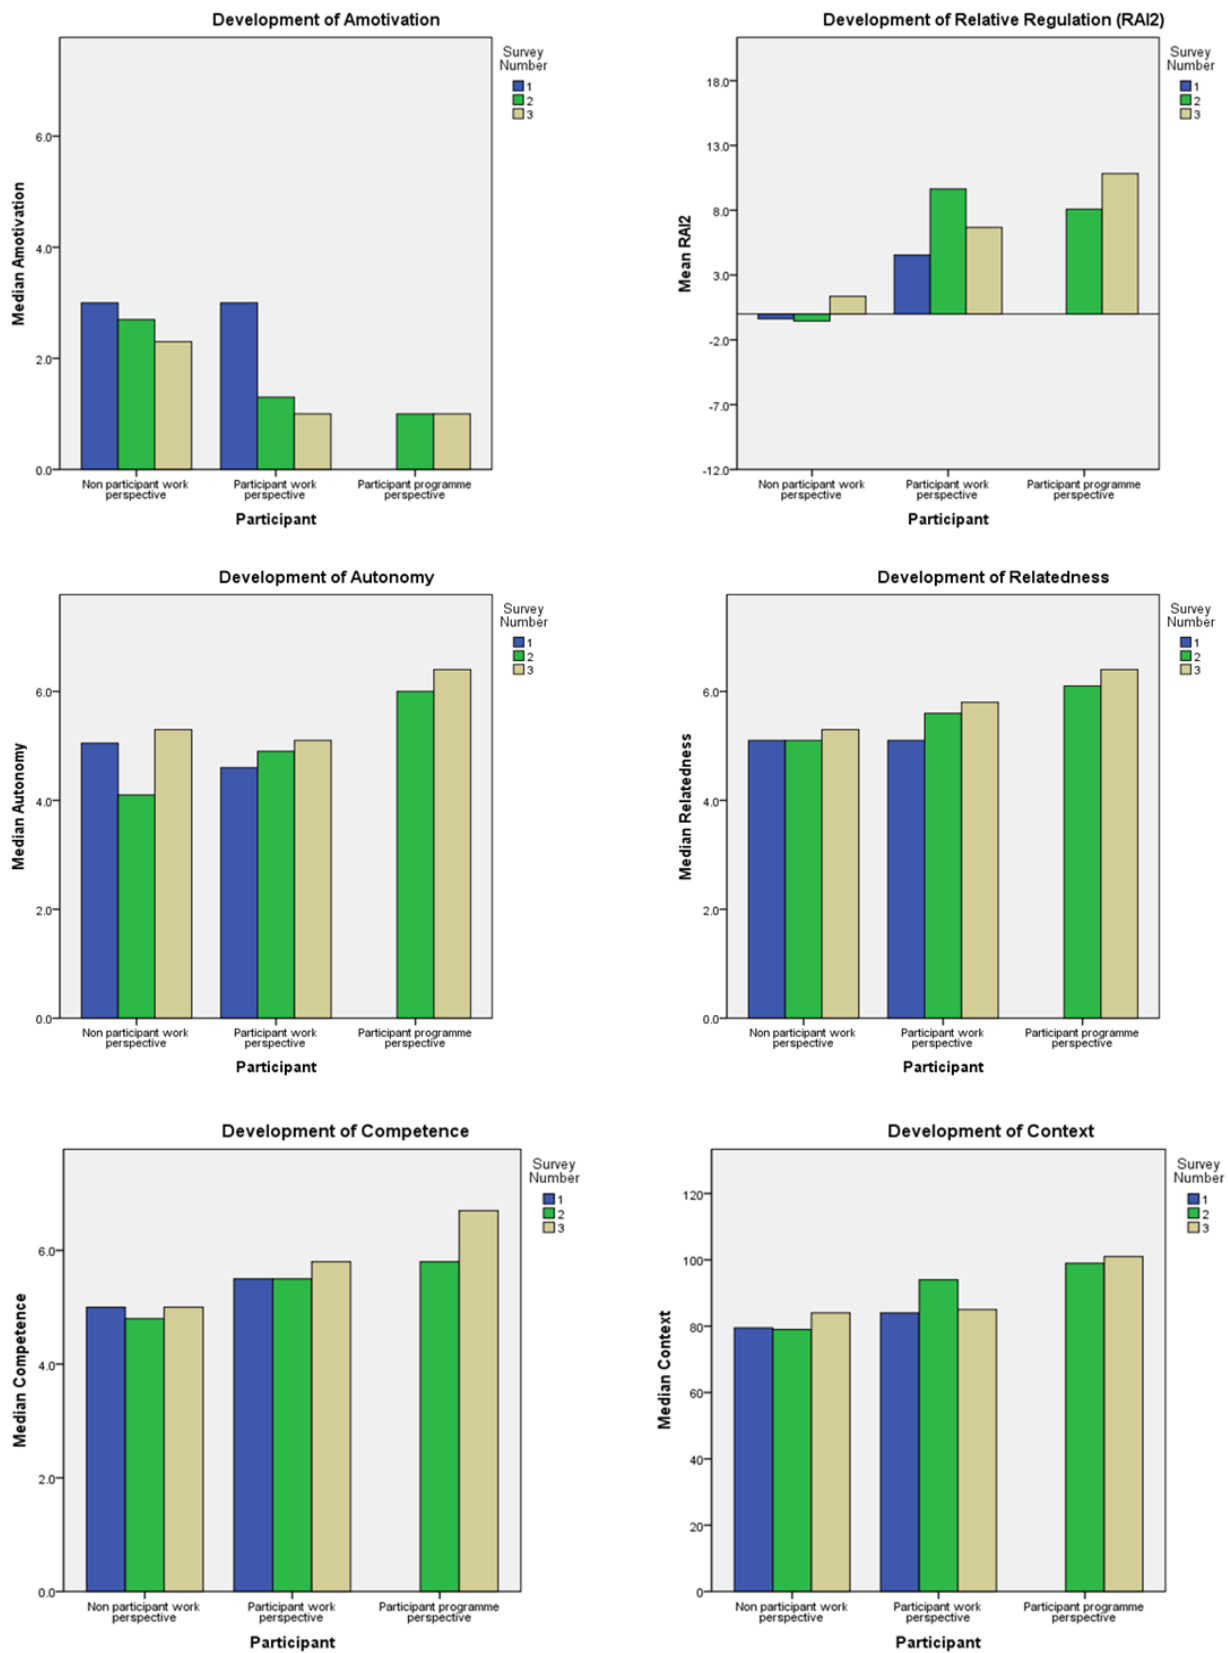 Development of Amotivation
Survey
Number
1
2
3
6.0
4.0
2.0
0.0
Median Amotivation
Non participant work
perspective
Participant work
perspective
Participant programme
perspective
Participant
Development of Relative Regulation (RAI2)
Survey
Number
1
2
3
18.0
13.0
8.0
3.0
-2.0
-7.0
-12.0
Mean RAI2
Non participant work
perspective
Participant work
perspective
Participant programme
perspective
Participant
Development of Autonomy
Survey
Number
1
2
3
6.0
4.0
2.0
0.0
Median Autonomy
Non participant work
perspective
Participant work
perspective
Participant programme
perspective
Participant
Development of Relatedness
Survey
Number
1
2
3
6.0
4.0
2.0
0.0
Median Relatedness
Non participant work
perspective
Participant work
perspective
Participant programme
perspective
Participant
Development of Competence
Survey
Number
1
2
3
6.0
4.0
2.0
0.0
Median Competence
Non participant work
perspective
Participant work
perspective
Participant programme
perspective
Participant
Development of Context
Survey
Number
1
2
3
120
100
80
60
40
20
0
Median Context
Non participant work
perspective
Participant work
perspective
Participant programme
perspective
Participant